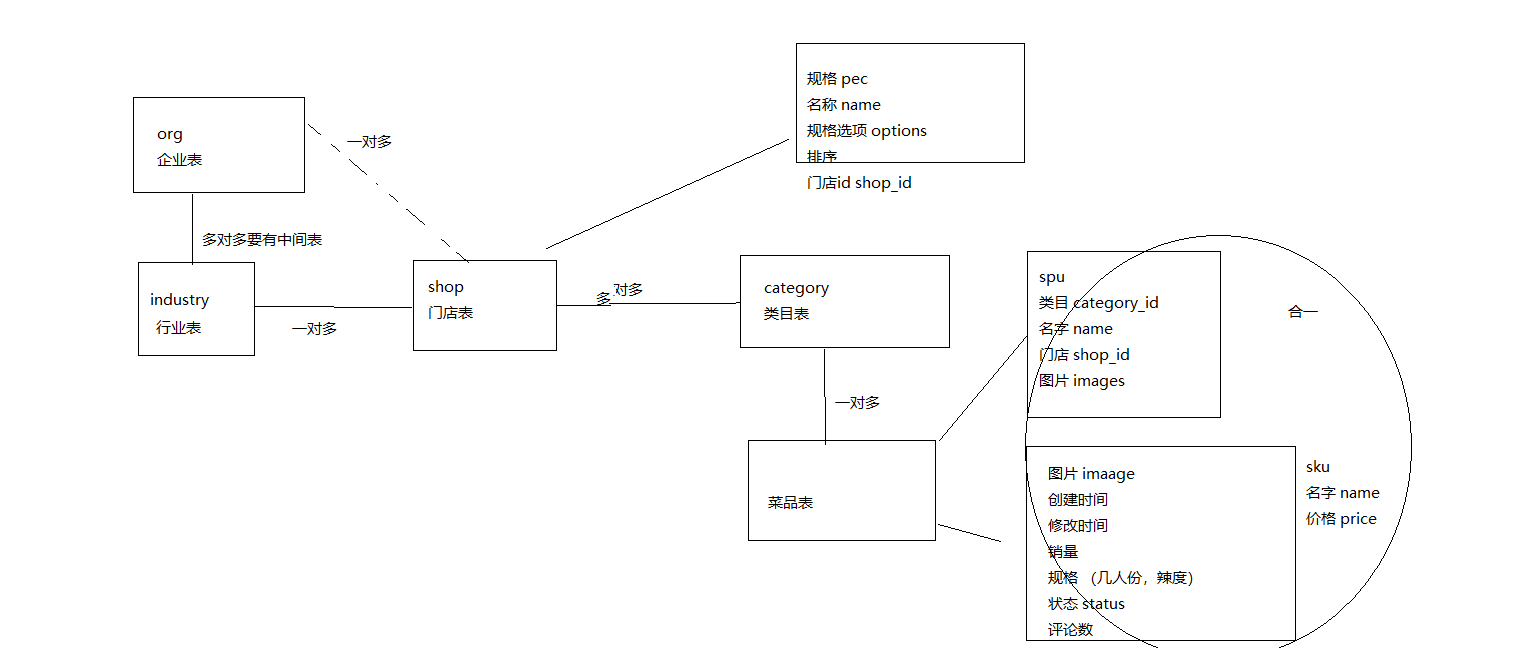 规格 pec
名称 name
规格选项 options
排序
门店id shop_id
org
企业表
一对多
多对多要有中间表
industry
行业表
一对多
shop
门店表
多
对多
category
类目表
一对多
菜品表
spu
类目 category_id
名字 name
门店 shop_id
图片 images
合一
图片 imaage
创建时间
修改时间
销量
规格 （几人份，辣度）
状态 status
评论数
sku
名字 name
价格 price